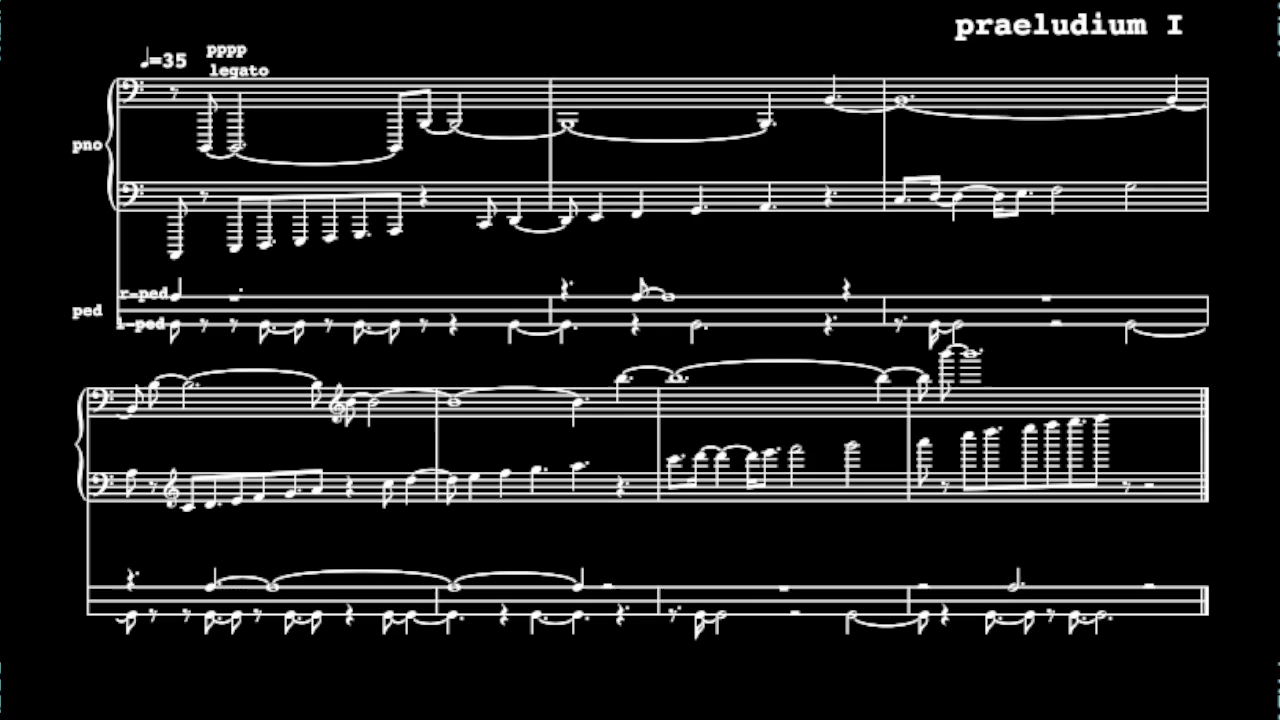 praeludium I
♩=35
pppp
legato
pno
r-ped
ped
l-ped